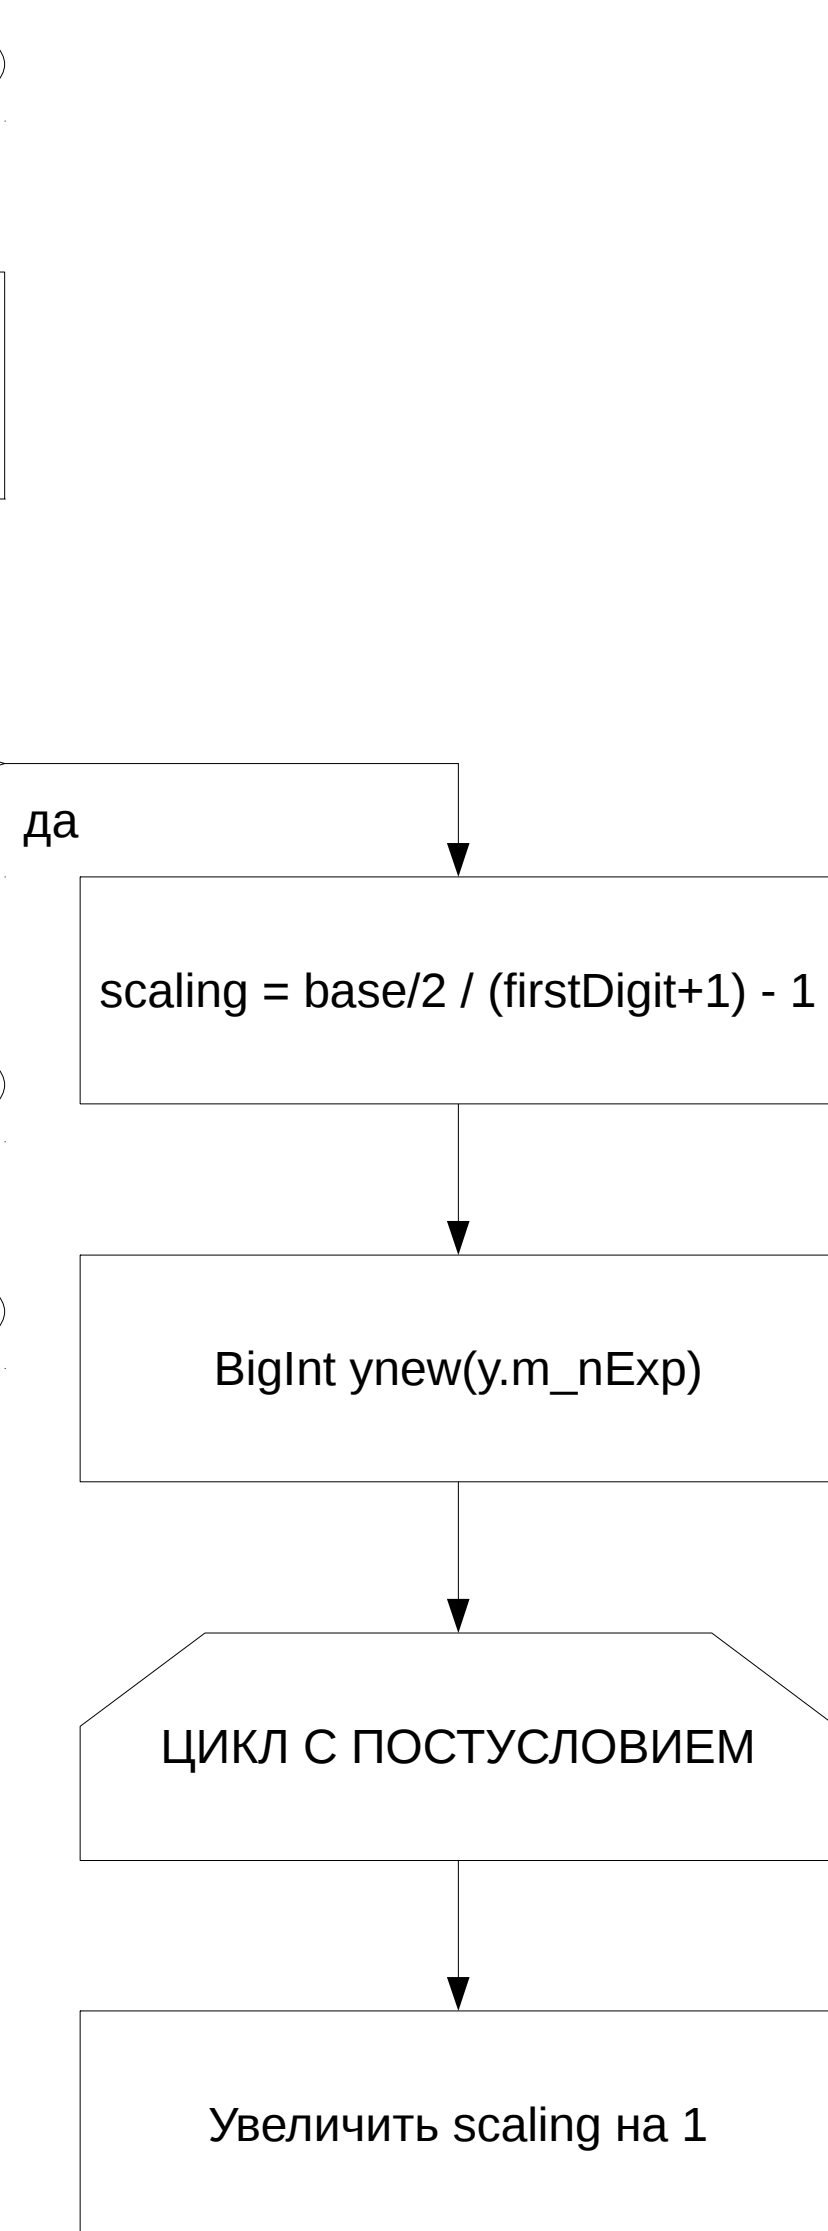 да
scaling = base/2 / (firstDigit+1) - 1
BigInt ynew(y.m_nExp)
ЦИКЛ С ПОСТУСЛОВИЕМ
Увеличить scaling на 1